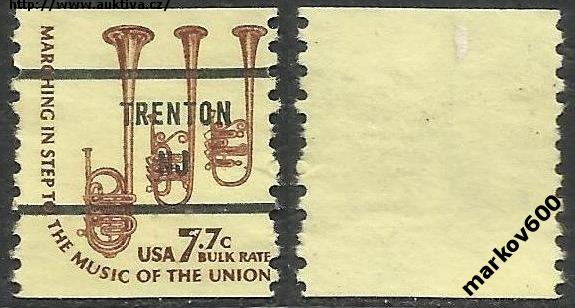 http://www.auktiva.cz/
MARCHING IN STEP TO THE MUSIC OF THE UNION
TRENTON
NJ
USA 7.7c
BULK RATE
markov600